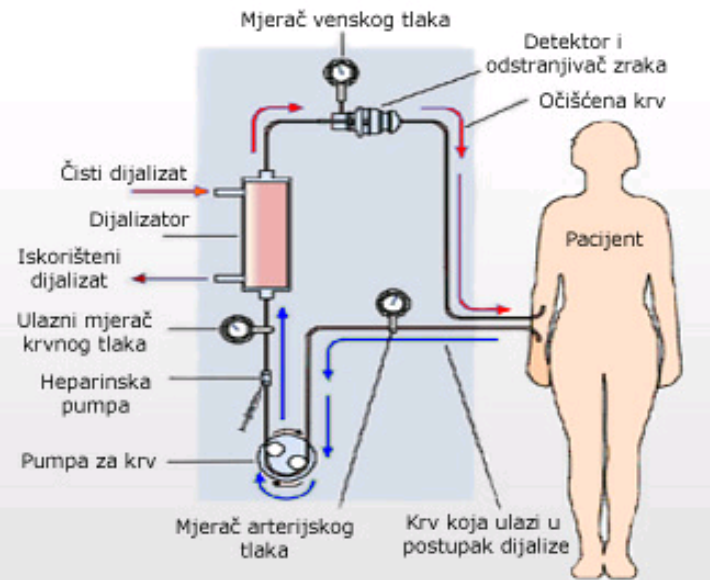 Mjerač venskog tlaka
Detektor i
odstranjivač zraka
Očišćena krv
Čisti dijalizat
Dijalizator
Pacijent
Iskorišteni
dijalizat
Ulazni mjerač
krvnog tlaka
Heparinska
pumpa
Pumpa za krv
Mjerač arterijskog
tlaka
Krv koja ulazi u
postupak dijalize